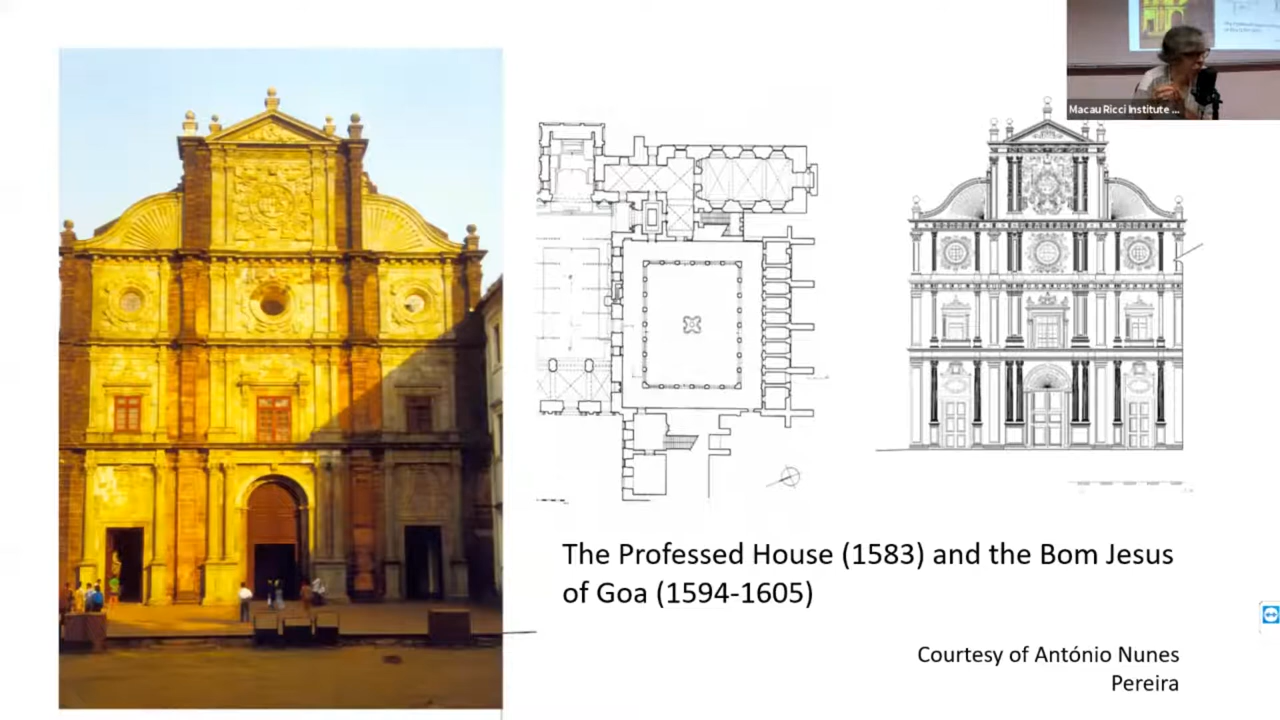 Macau Ricci Institute ...
The Professed House (1583) and the Bom Jesus
of Goa (1594-1605)
Courtesy of António Nunes
Pereira